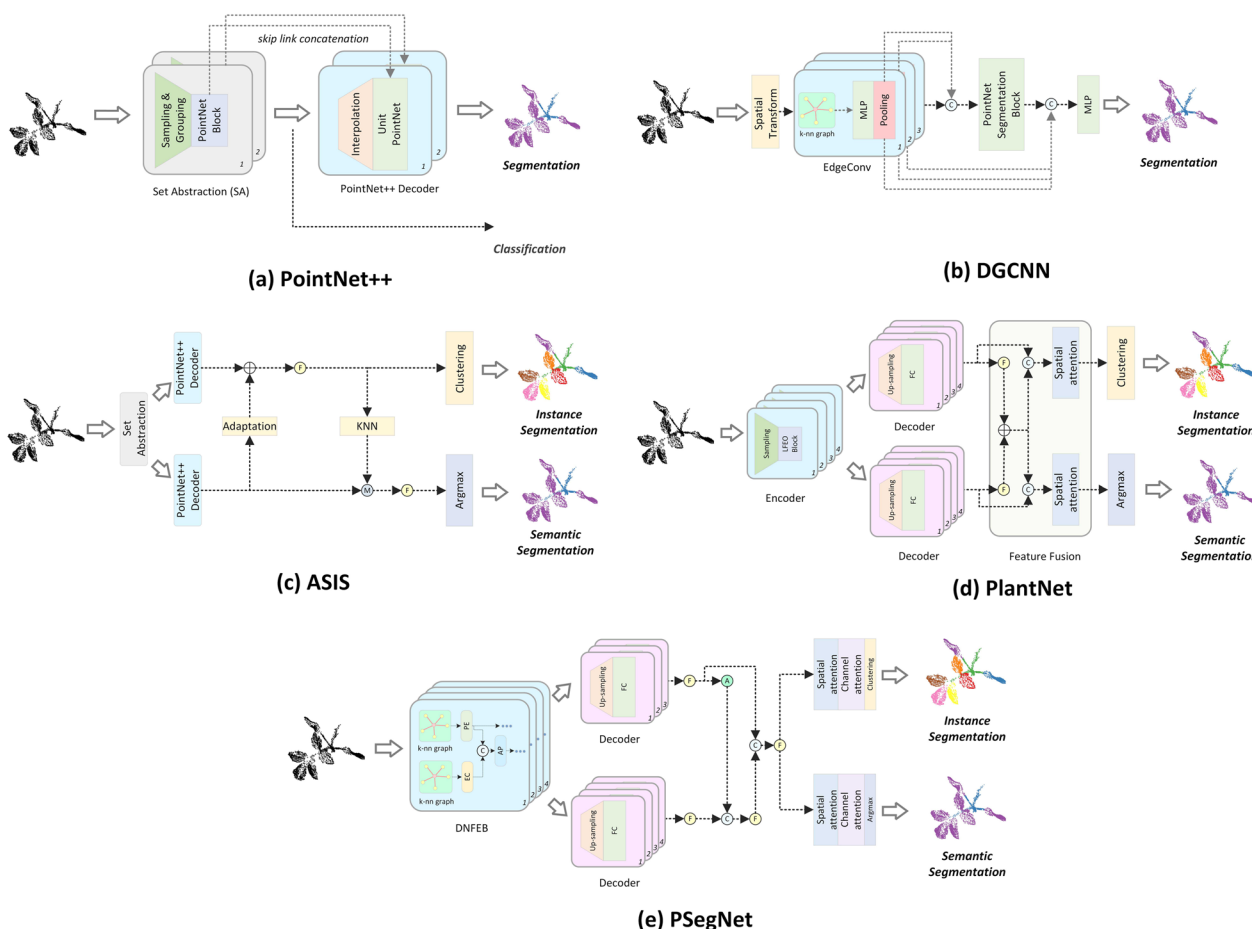 skip link concatenation
Sampling &
Grouping
PointNet
Block
1
2
Set Abstraction (SA)
Interpolation
Unit
PointNet
1
2
PointNet++ Decoder
Segmentation
Classification
(a) PointNet++
Spatial
Transform
k-nn graph
MLP
Pooling
1
2
3
EdgeConv
C
PointNet
Segmentation
Block
C
MLP
Segmentation
(b) DGCNN
Set
Abstraction
PointNet++
Decoder
PointNet++
Decoder
Adaptation
F
KNN
M
F
Clustering
Argmax
Instance
Segmentation
Semantic
Segmentation
(c) ASIS
Sampling
LFEO
Block
1
2
3
4
Encoder
Up-sampling
FC
1
2
3
4
Decoder
Up-sampling
FC
1
2
3
4
Decoder
F
C
F
C
Spatial
attention
Spatial
attention
Feature Fusion
Clustering
Argmax
Instance
Segmentation
Semantic
Segmentation
(d) PlantNet
k-nn graph
PE
C
AP
k-nn graph
EC
1
2
3
4
DNFEB
Up-sampling
FC
1
2
3
Decoder
Up-sampling
FC
1
2
3
4
Decoder
F
A
C
F
F
C
F
Spatial
attention
Channel
attention
Clustering
Spatial
attention
Channel
attention
Argmax
Instance
Segmentation
Semantic
Segmentation
(e) PSegNet